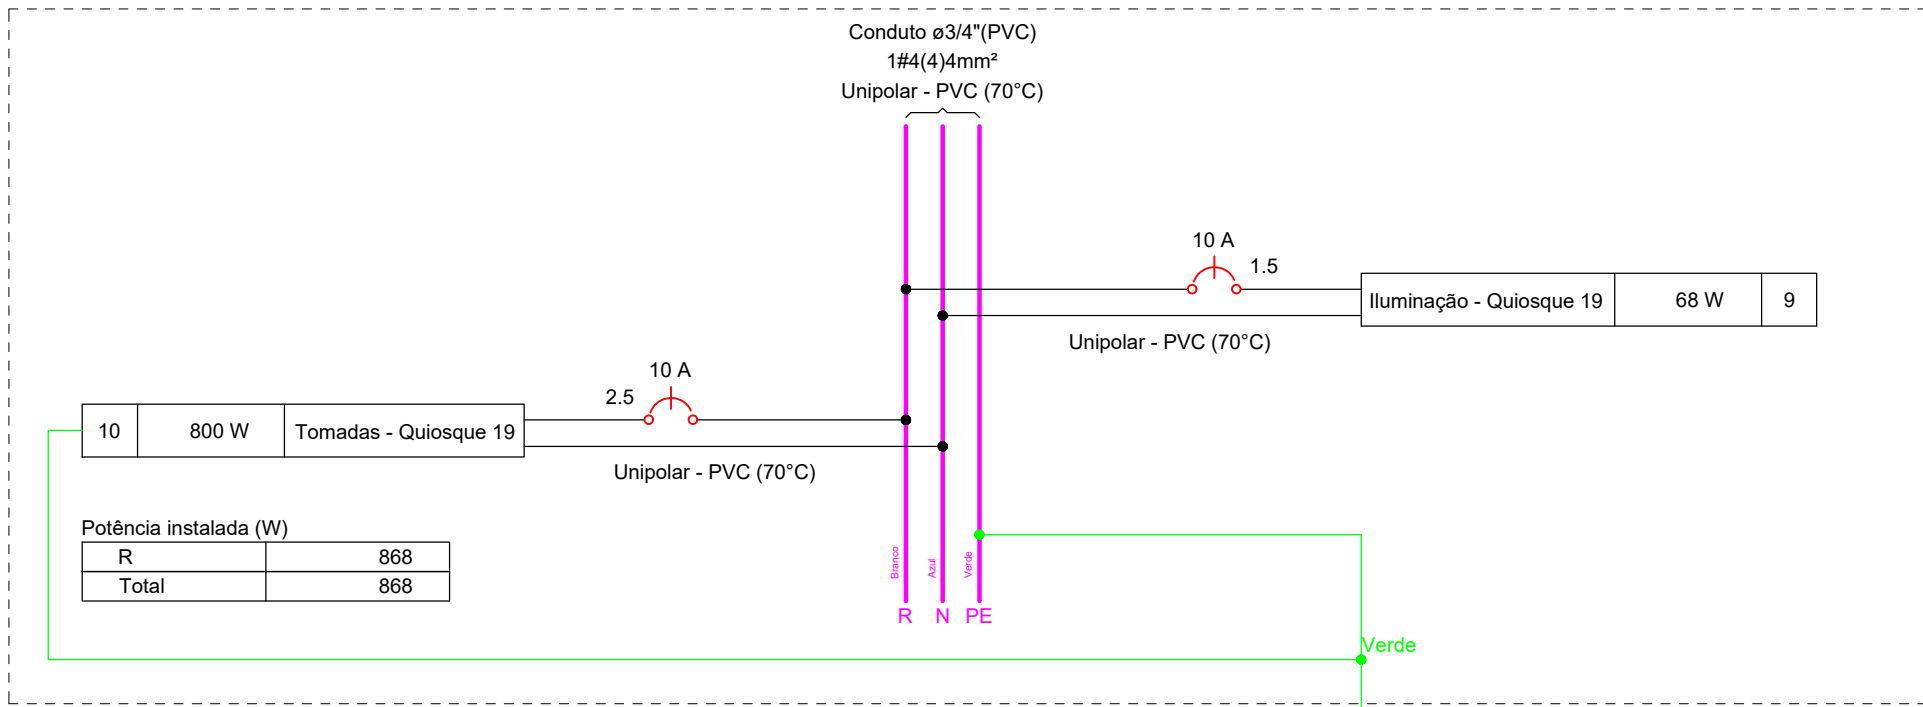 Conduto ø3/4"(PVC)
1#4(4)4mm²
Unipolar - PVC (70°C)
10 A
1.5
Iluminação - Quiosque 19 68 W 9
Unipolar - PVC (70°C)
10 A
2.5
10 800 W Tomadas - Quiosque 19
Unipolar - PVC (70°C)
Potência instalada (W)
R 868
Total 868
Branco
Azul
Verde
R N PE
Verde